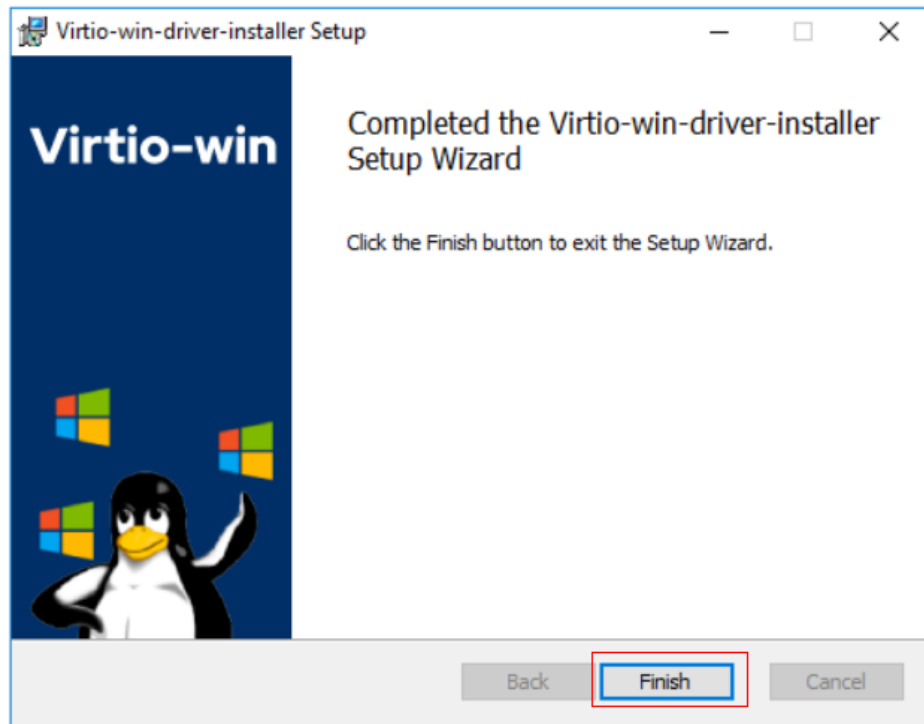 Virtio-win-driver-installer Setup
Virtio-win
Completed the Virtio-win-driver-installer
Setup Wizard
Click the Finish button to exit the Setup Wizard.
Back
Finish
Cancel